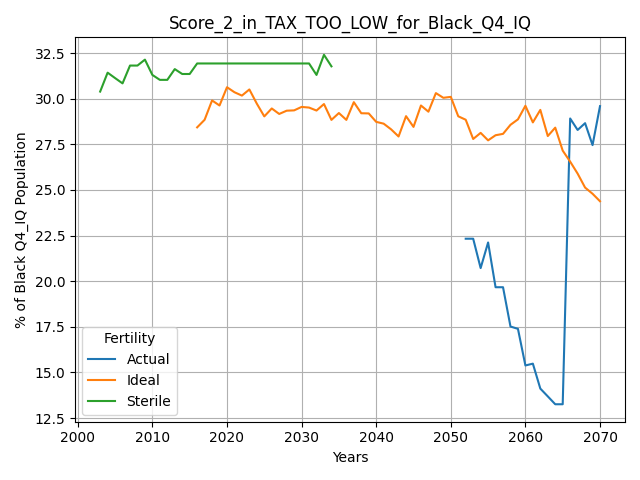 Score_2_in_TAX_TOO_LOW_for_Black_Q4_IQ
% of Black Q4_IQ Population
32.5
30.0
27.5
25.0
22.5
20.0
17.5
15.0
12.5
Fertility
Actual
Ideal
Sterile
2000 2010 2020 2030 2040 2050 2060 2070
Years